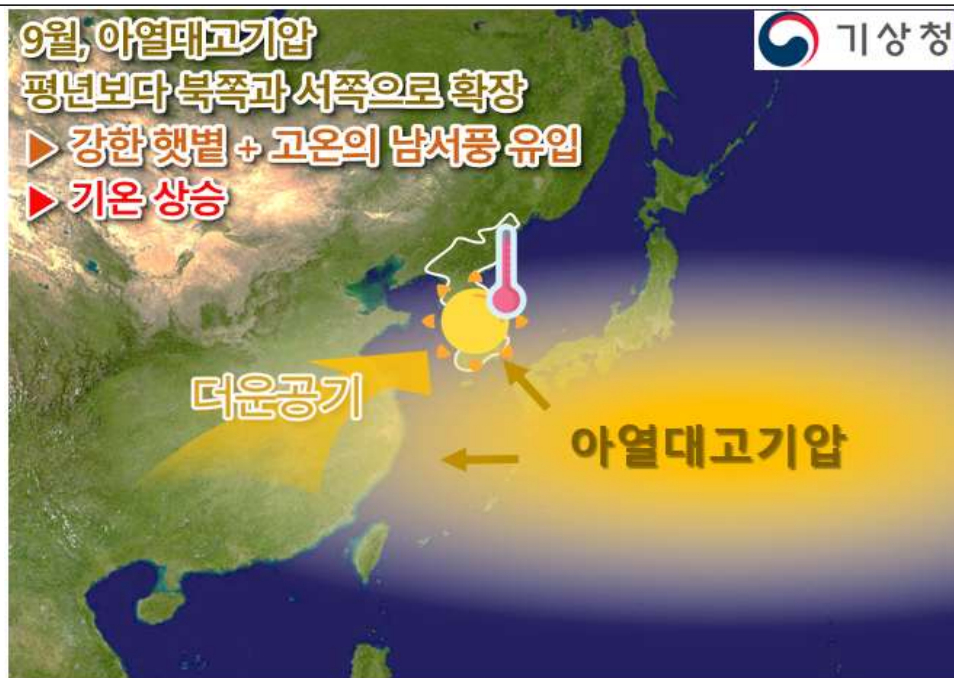 9월, 아열대고기압
평년보다 북쪽과 서쪽으로 확장
▶ 강한 햇볕 + 고온의 남서풍 유입
▶ 기온 상승
기상청
더운공기
아열대고기압